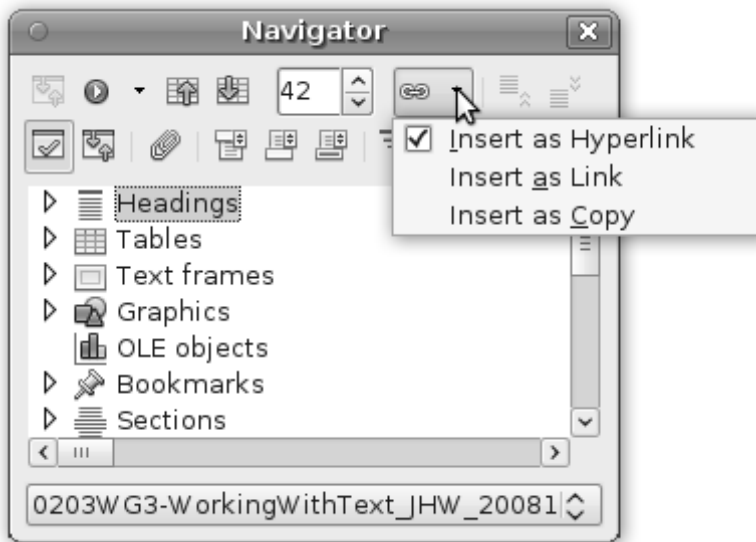 Navigator
42
Insert as Hyperlink
Insert as Link
Insert as Copy
Headings
Tables
Text frames
Graphics
OLE objects
Bookmarks
Sections
0203WG3-WorkingWithText_JHW_20081